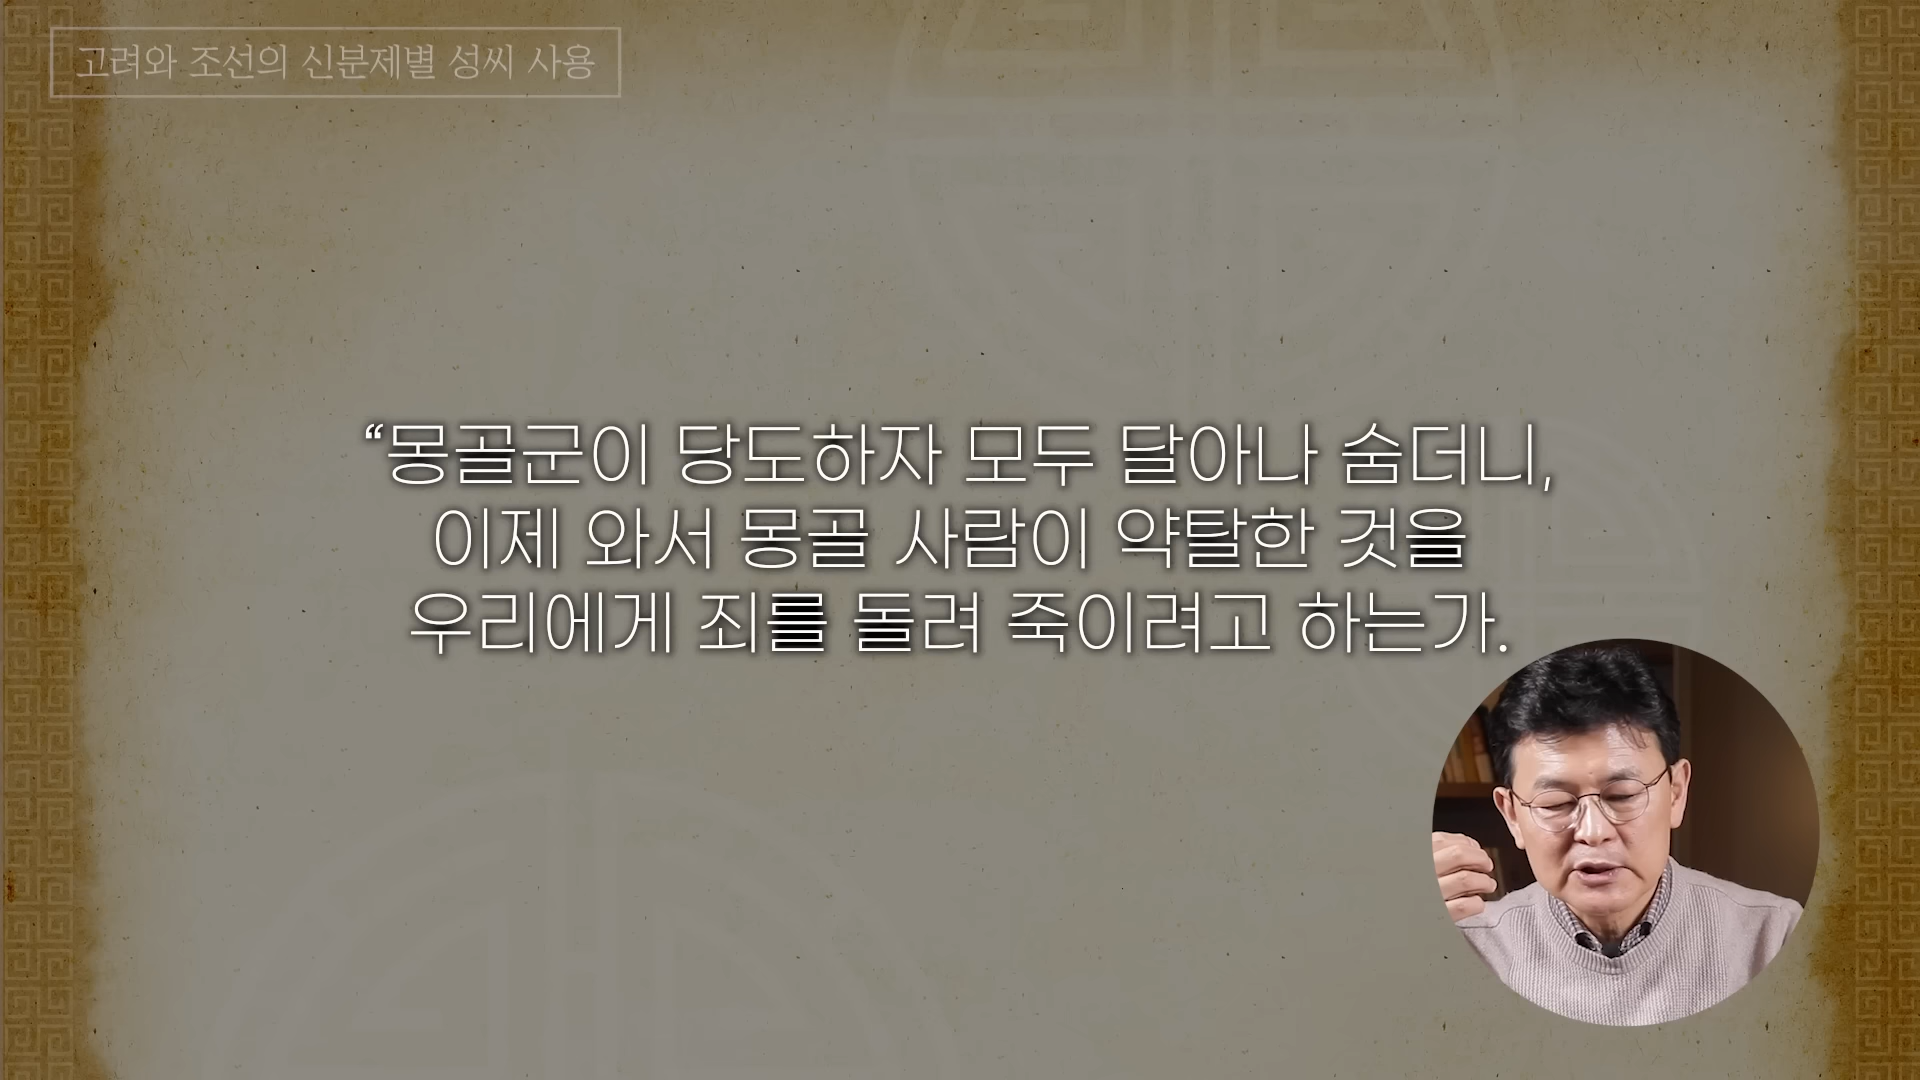 고려와 조선의 신분제별 성씨 사용
“몽골군이 당도하자 모두 달아나 숨더니,
이제 와서 몽골 사람이 약탈한 것을
우리에게 죄를 돌려 죽이려고 하는가.